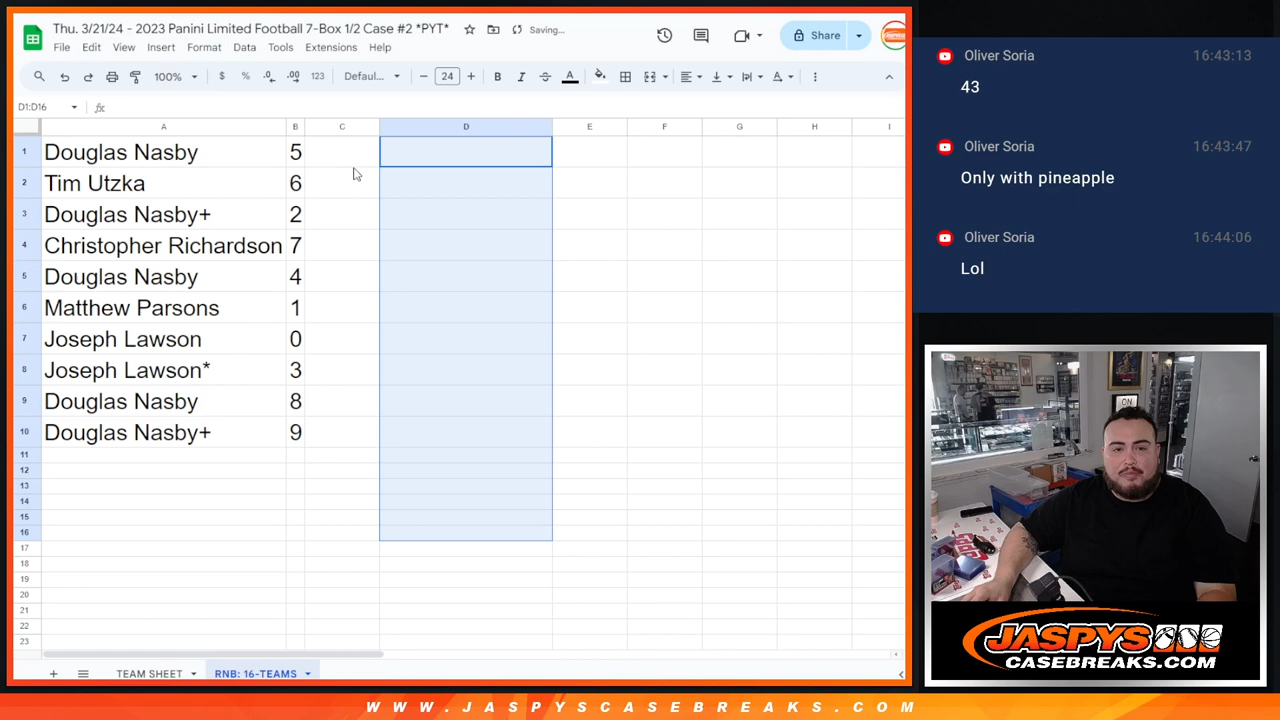 Thu. 3/21/24 - 2023 Panini Limited Football 7-Box 1/2 Case #2 *PYT*
Saving...
File Edit View Insert Format Data Tools Extensions Help
Share
100% $ % .0 .00 123 Defaul... − 24 + B I A
D1:D16 fx
A B C D E F G H I
1 Douglas Nasby 5
2 Tim Utzka 6
3 Douglas Nasby+ 2
4 Christopher Richardson 7
5 Douglas Nasby 4
6 Matthew Parsons 1
7 Joseph Lawson 0
8 Joseph Lawson* 3
9 Douglas Nasby 8
10 Douglas Nasby+ 9
11
12
13
14
15
16
17
18
19
20
21
22
23
+ TEAM SHEET RNB: 16-TEAMS
Oliver Soria 16:43:13
43
Oliver Soria 16:43:47
Only with pineapple
Oliver Soria 16:44:06
Lol
ON
JASPYS
CASEBREAKS.COM
WWW.JASPYSCASEBREAKS.COM